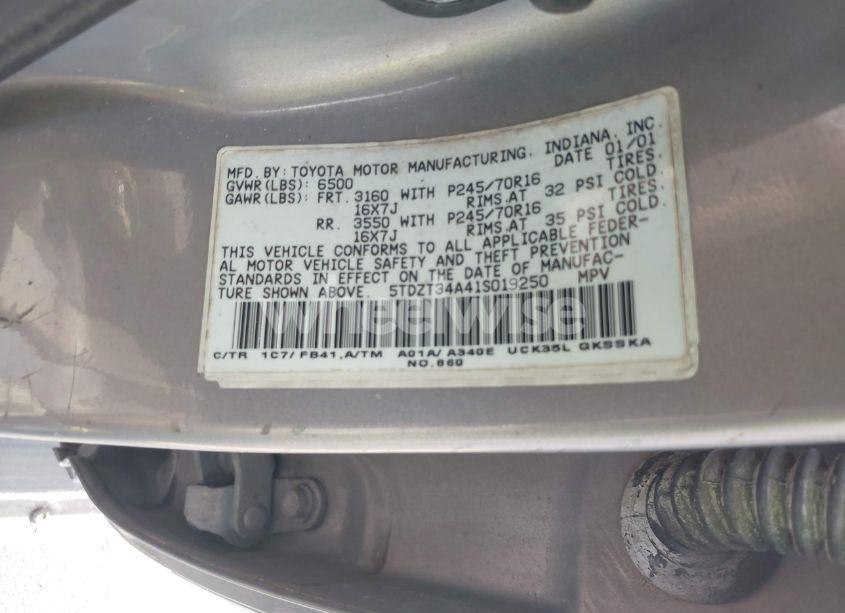 MFD. BY: TOYOTA MOTOR MANUFACTURING, INDIANA, INC.
GVWR(LBS): 6500 DATE 01/01
GAWR(LBS): FRT. 3160 WITH P245/70R16 TIRES.
16X7J RIMS.AT 32 PSI COLD.
RR. 3550 WITH P245/70R16 TIRES.
16X7J RIMS.AT 35 PSI COLD.
THIS VEHICLE CONFORMS TO ALL APPLICABLE FEDER-
AL MOTOR VEHICLE SAFETY AND THEFT PREVENTION
STANDARDS IN EFFECT ON THE DATE OF MANUFAC-
TURE SHOWN ABOVE. 5TDZT34A41S019250 MPV
wheelwise
C/TR 1C7/ FB41,A/TM A01A/ A340E UCK35L GKSSKA
NO.860